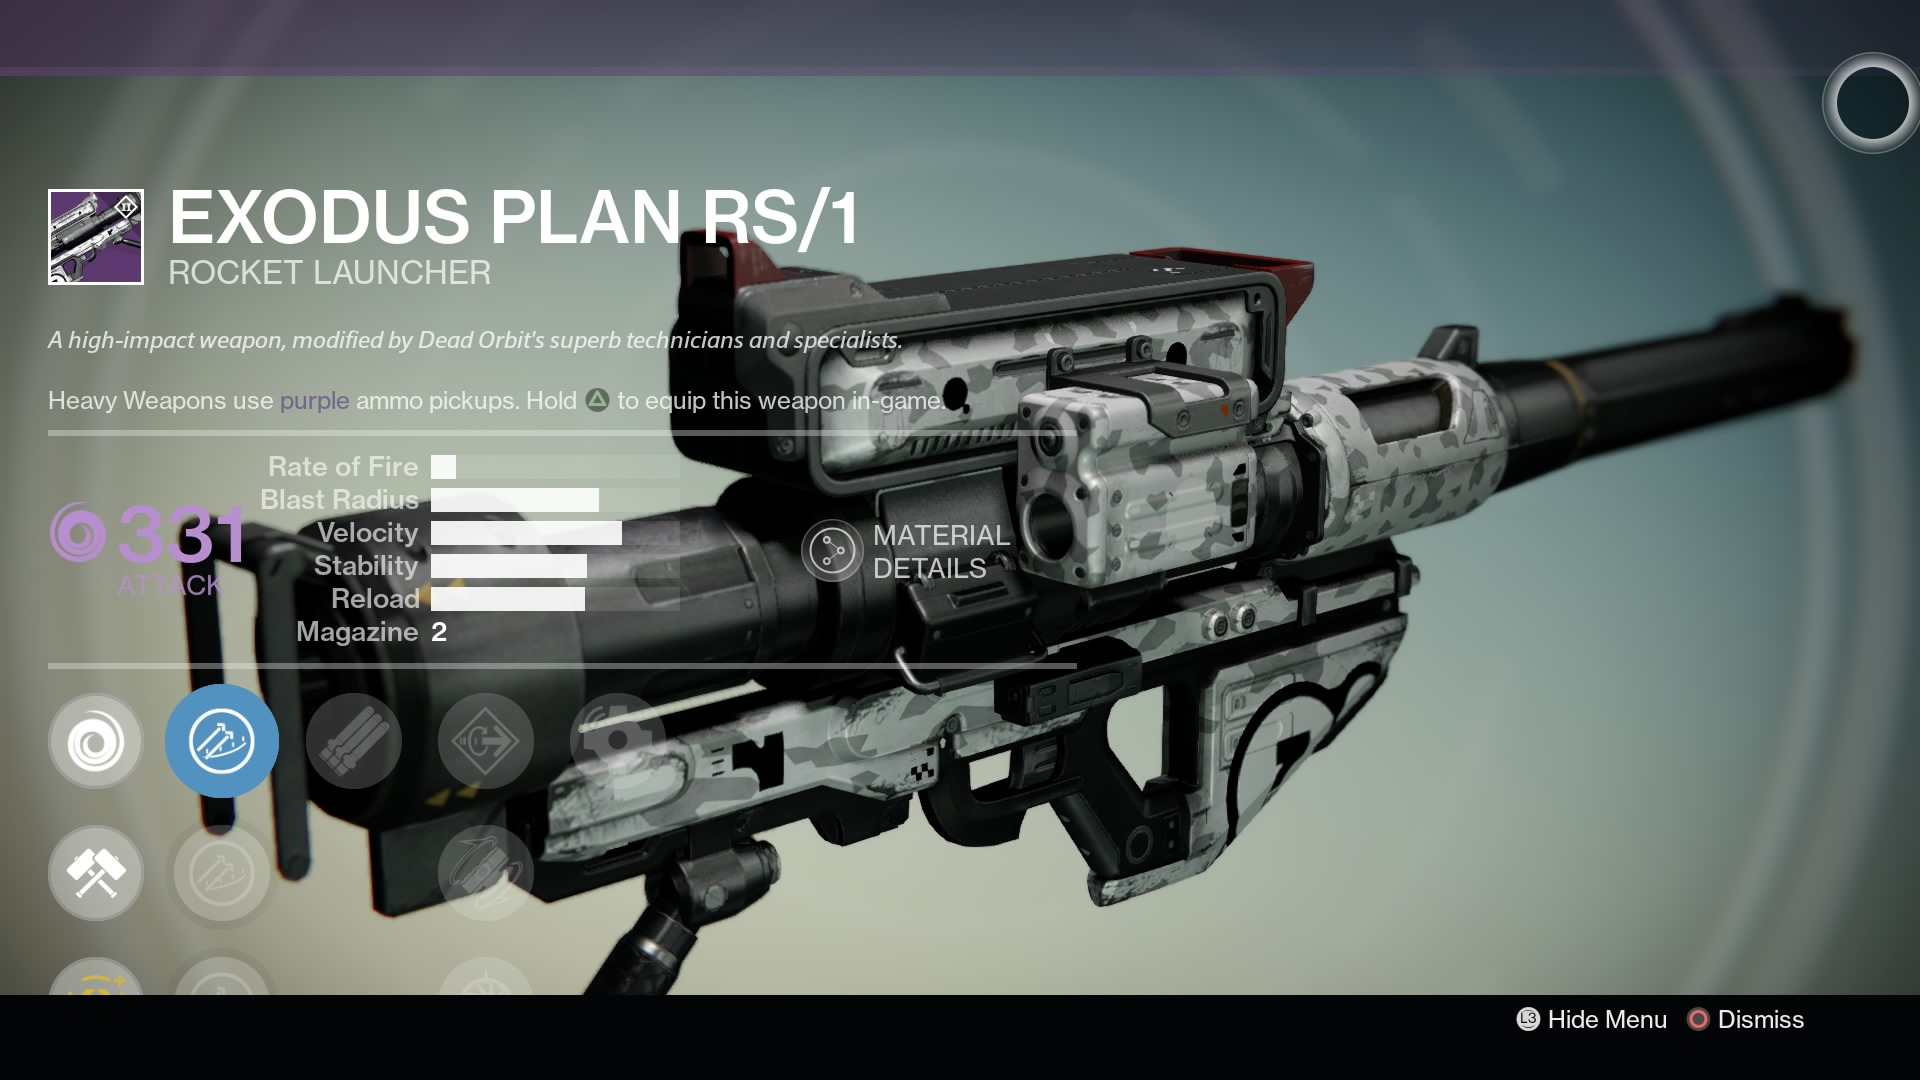 EXODUS PLAN RS/1
ROCKET LAUNCHER
A high-impact weapon, modified by Dead Orbit's superb technicians and specialists.
Heavy Weapons use purple ammo pickups. Hold to equip this weapon in-game.
331
ATTACK
Rate of Fire
Blast Radius
Velocity
Stability
Reload
Magazine 2
MATERIAL
DETAILS
L3 Hide Menu Dismiss